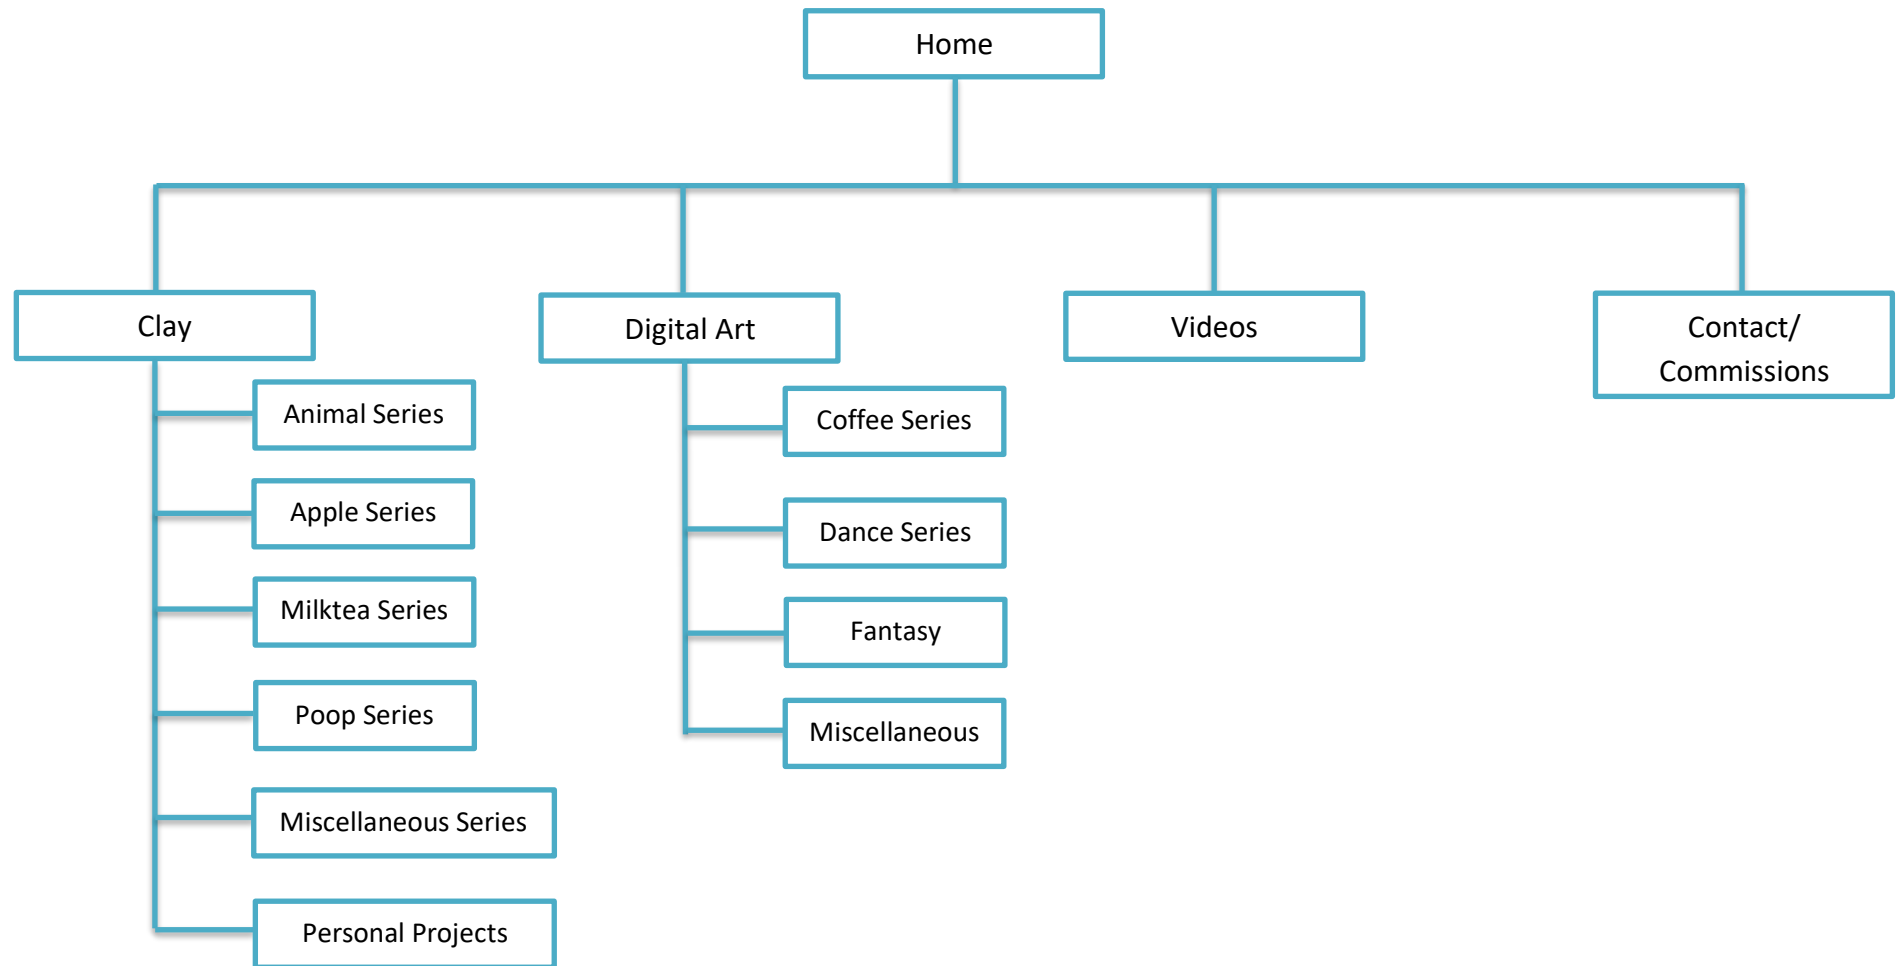 Home
Clay
Digital Art
Videos
Contact/
Commissions
Animal Series
Apple Series
Milktea Series
Poop Series
Miscellaneous Series
Personal Projects
Coffee Series
Dance Series
Fantasy
Miscellaneous